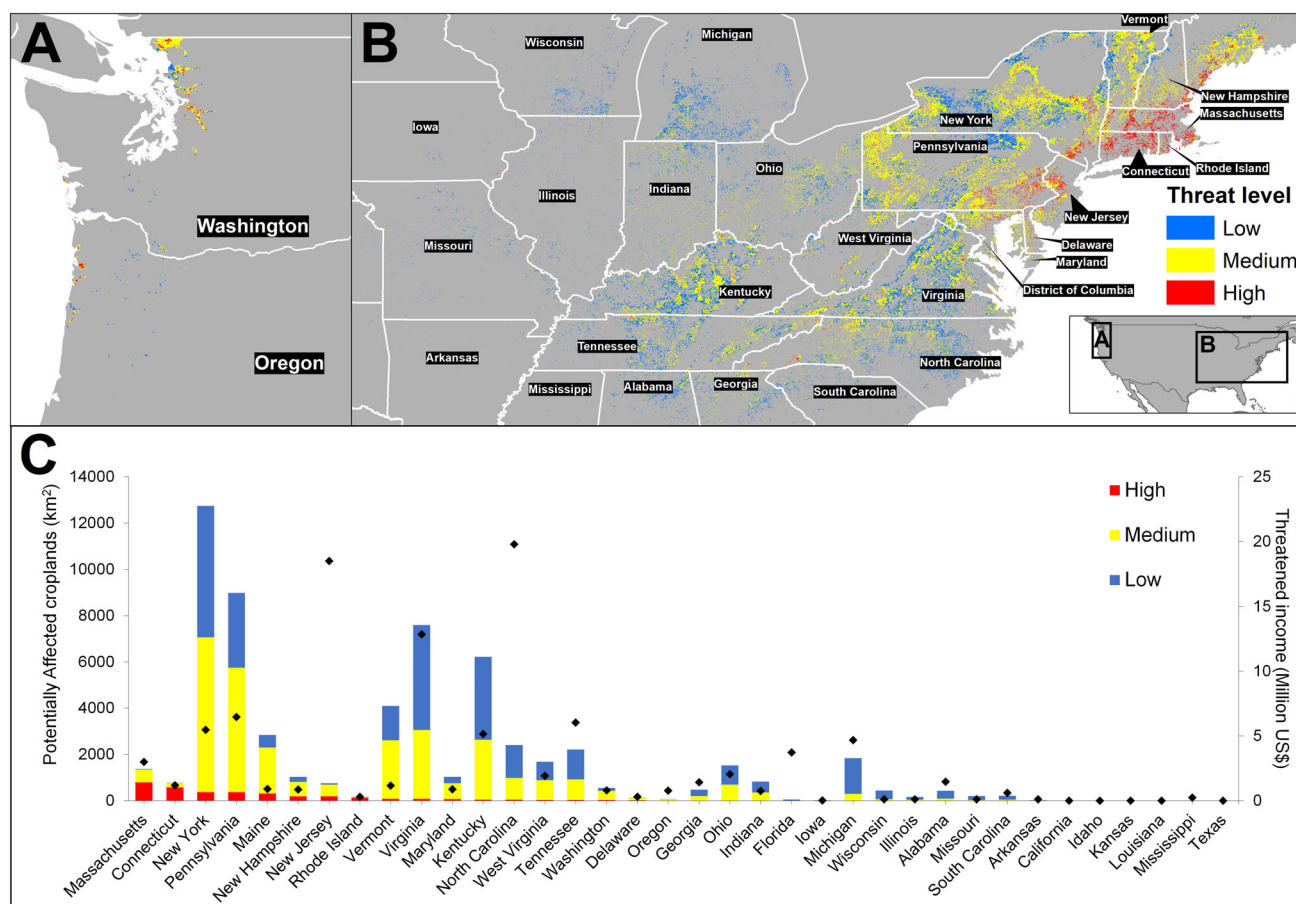 A
Washington
Oregon
B
Wisconsin
Michigan
Vermont
Iowa
New York
New Hampshire
Massachusetts
Pennsylvania
Illinois
Indiana
Ohio
Connecticut
Rhode Island
Threat level
Low
Medium
High
Missouri
West Virginia
New Jersey
Delaware
Maryland
Kentucky
Virginia
District of Columbia
Arkansas
Tennessee
North Carolina
Mississippi
Alabama
Georgia
South Carolina
A
B
C
Potentially Affected croplands (km²)
14000
12000
10000
8000
6000
4000
2000
0
High
Medium
Low
25
20
15
10
5
0
Threatened income (Million US$)
Massachusetts
Connecticut
New York
Pennsylvania
Maine
New Hampshire
New Jersey
Rhode Island
Vermont
Virginia
Maryland
Kentucky
North Carolina
West Virginia
Tennessee
Washington
Delaware
Oregon
Georgia
Ohio
Indiana
Florida
Iowa
Michigan
Wisconsin
Illinois
Alabama
Missouri
South Carolina
Arkansas
California
Idaho
Kansas
Louisiana
Mississippi
Texas